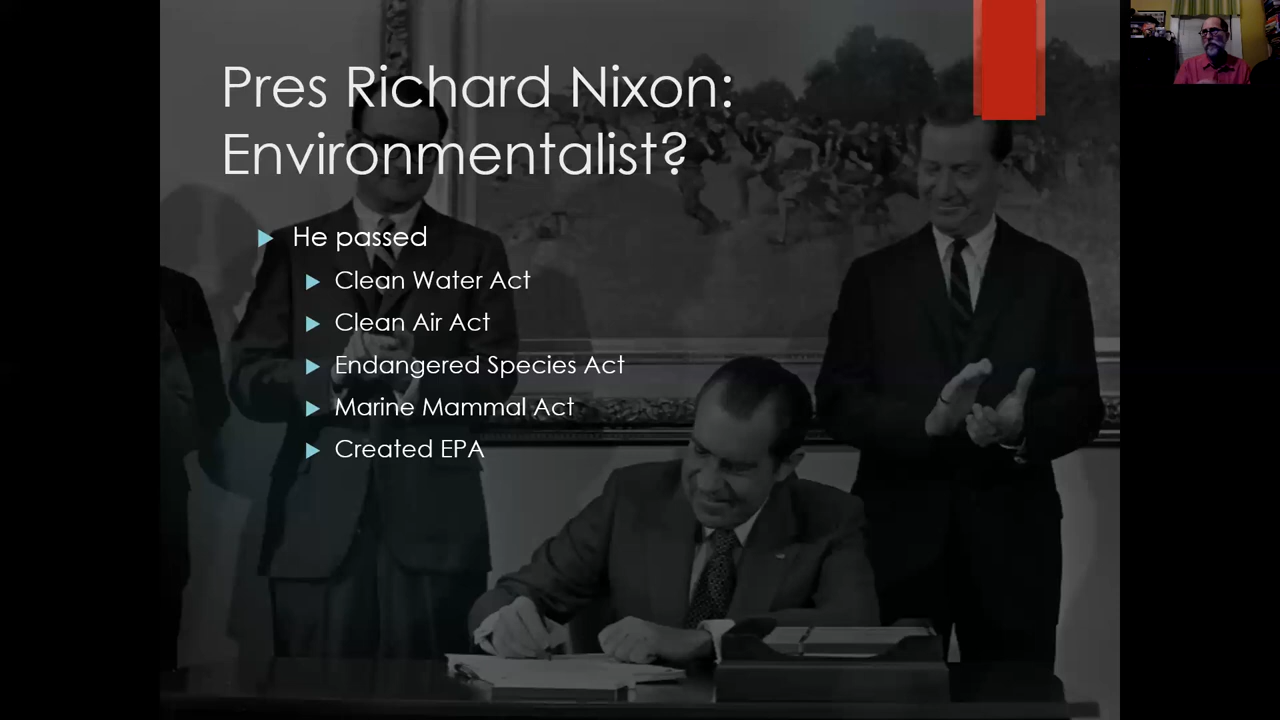 Pres Richard Nixon:
Environmentalist?
He passed
Clean Water Act
Clean Air Act
Endangered Species Act
Marine Mammal Act
Created EPA